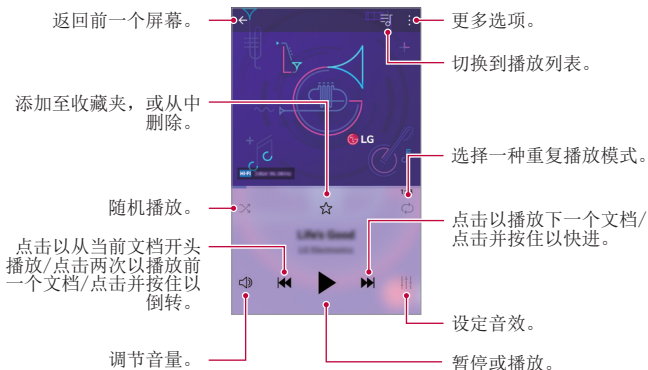 返回前一个屏幕。
更多选项。
切换到播放列表。
添加至收藏夹，或从中
删除。
LG
HI-FI
选择一种重复播放模式。
随机播放。
Life's Good
LG Electronics
点击以播放下一个文档/
点击并按住以快进。
点击以从当前文档开头
播放/点击两次以播放前
一个文档/点击并按住以
倒转。
设定音效。
调节音量。
暂停或播放。